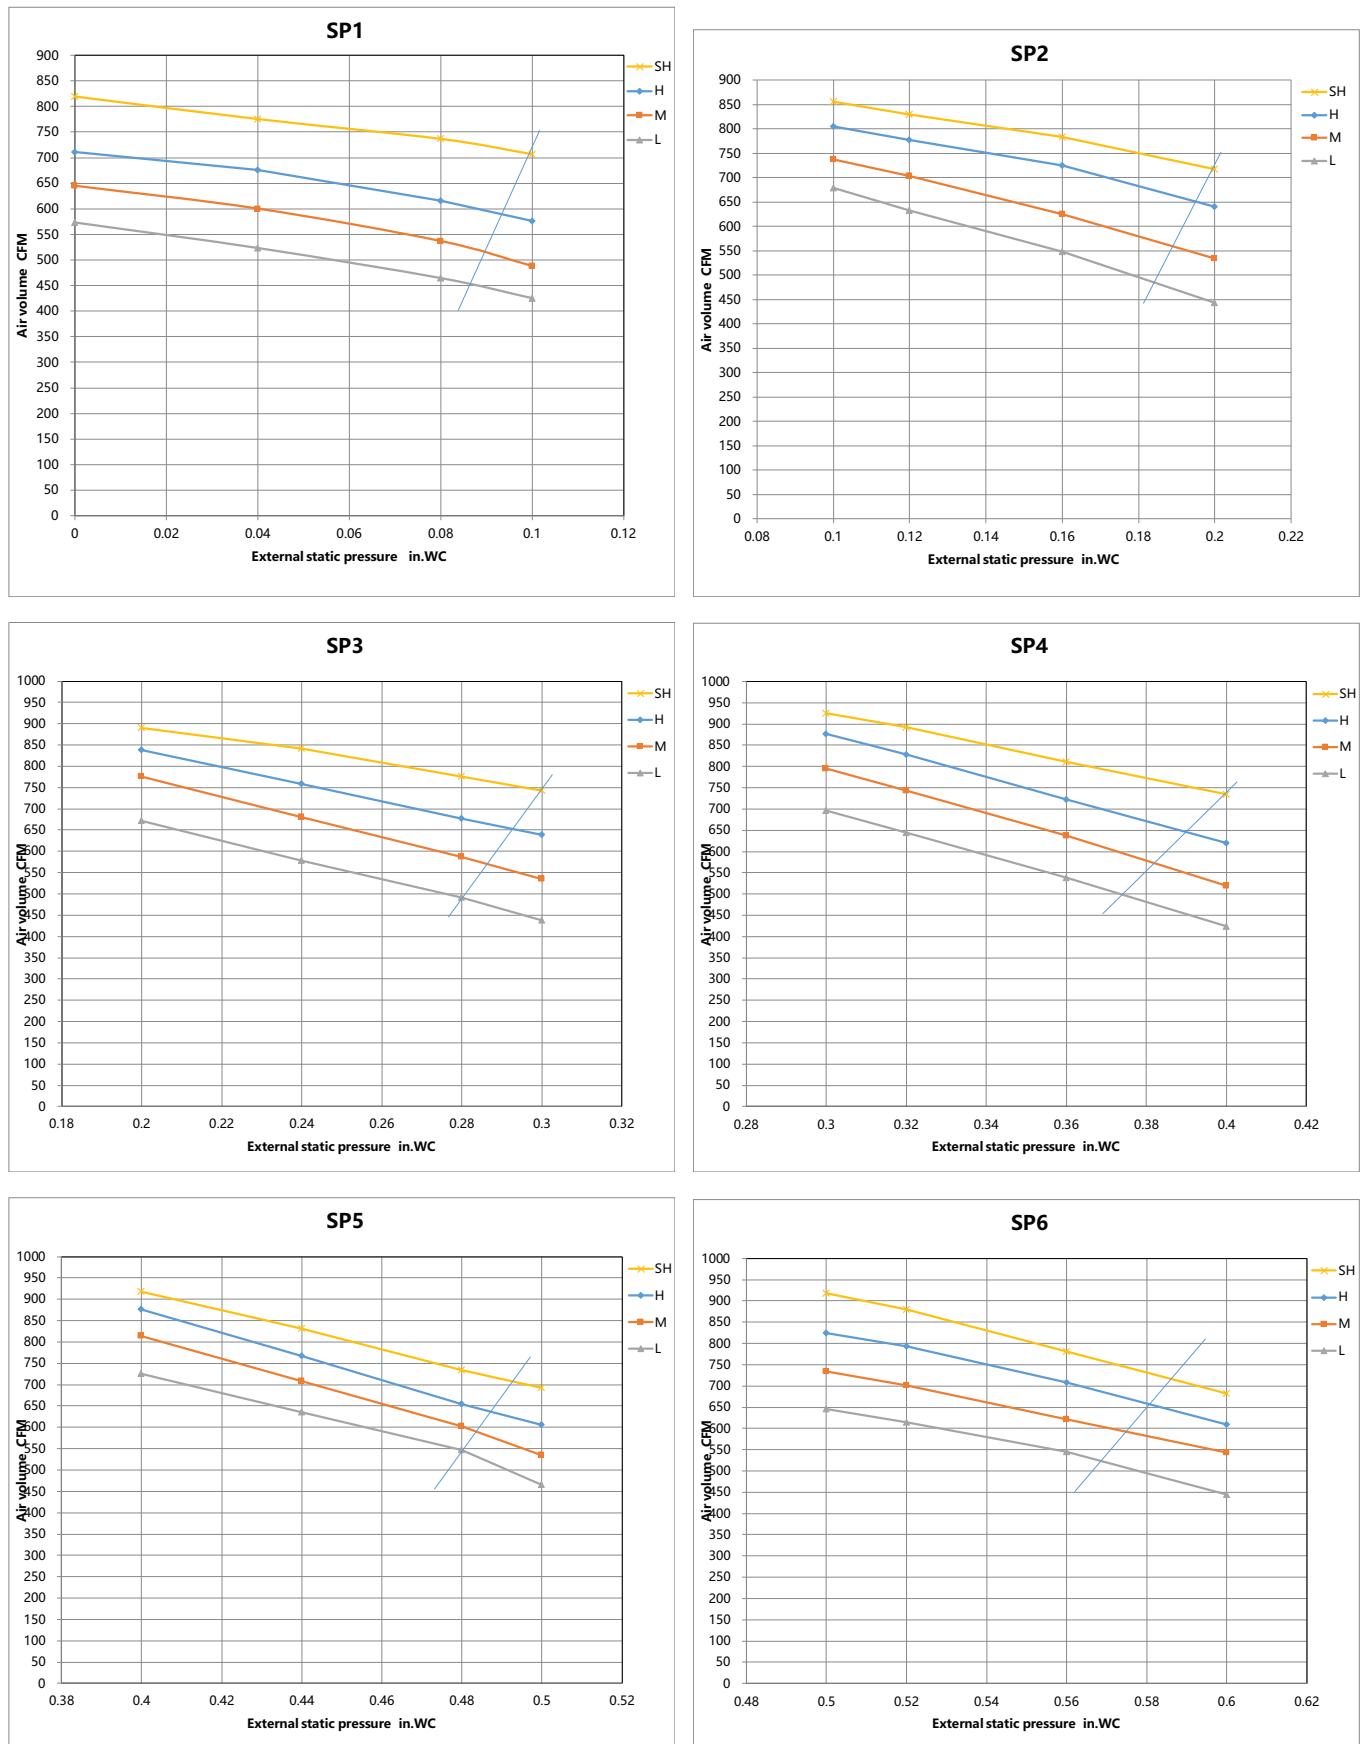 SP1
900
850
800
750
700
650
600
550
500
450
400
350
300
250
200
150
100
50
0
0 0.02 0.04 0.06 0.08 0.1 0.12
Air volume CFM
External static pressure in.WC
SH
H
M
L
SP2
900
850
800
750
700
650
600
550
500
450
400
350
300
250
200
150
100
50
0
0.08 0.1 0.12 0.14 0.16 0.18 0.2 0.22
Air volume CFM
External static pressure in.WC
SH
H
M
L
SP3
1000
950
900
850
800
750
700
650
600
550
500
450
400
350
300
250
200
150
100
50
0
0.18 0.2 0.22 0.24 0.26 0.28 0.3 0.32
Air volume CFM
External static pressure in.WC
SH
H
M
L
SP4
1000
950
900
850
800
750
700
650
600
550
500
450
400
350
300
250
200
150
100
50
0
0.28 0.3 0.32 0.34 0.36 0.38 0.4 0.42
Air volume CFM
External static pressure in.WC
SH
H
M
L
SP5
1000
950
900
850
800
750
700
650
600
550
500
450
400
350
300
250
200
150
100
50
0
0.38 0.4 0.42 0.44 0.46 0.48 0.5 0.52
Air volume CFM
External static pressure in.WC
SH
H
M
L
SP6
1000
950
900
850
800
750
700
650
600
550
500
450
400
350
300
250
200
150
100
50
0
0.48 0.5 0.52 0.54 0.56 0.58 0.6 0.62
Air volume CFM
External static pressure in.WC
SH
H
M
L